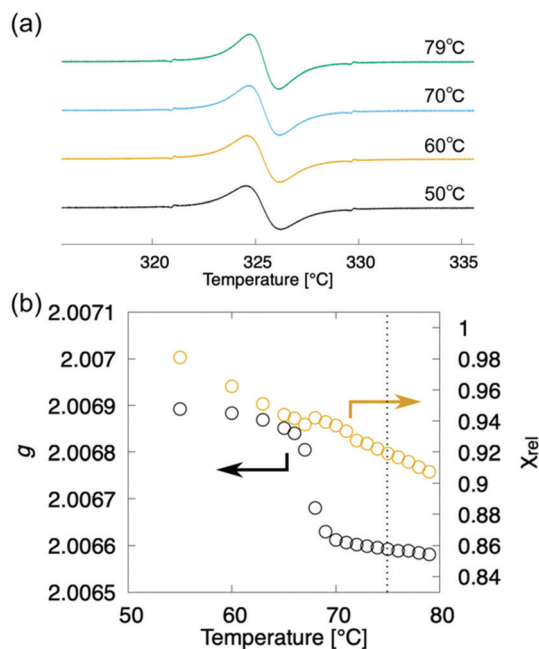 (a)
79°C
70°C
60°C
50°C
320 325 330 335
Temperature [°C]
(b)
2.0071
2.007
2.0069
2.0068
2.0067
2.0066
2.0065
g
1
0.98
0.96
0.94
0.92
0.9
0.88
0.86
0.84
χrel
50 60 70 80
Temperature [°C]